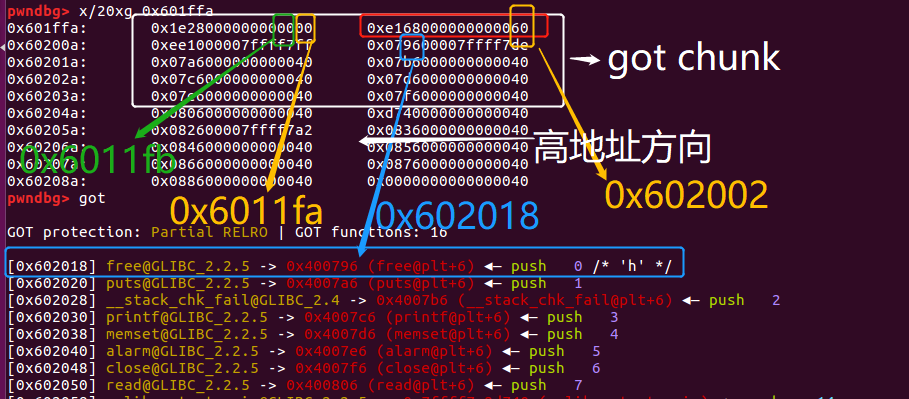 pwndbg> x/20xg 0x601ffa
0x601ffa: 0x1e28000000000000 0xe168000000000060
0x60200a: 0xee1000007fff7ff 0x079600007ffff7de
0x60201a: 0x07a6000000000040 0x07b6000000000040
0x60202a: 0x07c6000000000040 0x07d6000000000040
0x60203a: 0x07e6000000000040 0x07f6000000000040
0x60204a: 0x0806000000000040 0xd740000000000040
0x60205a: 0x082600007ffff7a2 0x0836000000000040
0x60206a: 0x0846000000000040 0x0856000000000040
0x60207a: 0x0866000000000040 0x0876000000000040
0x60208a: 0x0886000000000040 0x0000000000000040
got chunk
高地址方向
0x6011fb
0x6011fa
0x602018
0x602002
pwndbg> got
GOT protection: Partial RELRO | GOT functions: 16
[0x602018] free@GLIBC_2.2.5 -> 0x400796 (free@plt+6) ◂— push 0 /* 'h' */
[0x602020] puts@GLIBC_2.2.5 -> 0x4007a6 (puts@plt+6) ◂— push 1
[0x602028] __stack_chk_fail@GLIBC_2.4 -> 0x4007b6 (__stack_chk_fail@plt+6) ◂— push 2
[0x602030] printf@GLIBC_2.2.5 -> 0x4007c6 (printf@plt+6) ◂— push 3
[0x602038] memset@GLIBC_2.2.5 -> 0x4007d6 (memset@plt+6) ◂— push 4
[0x602040] alarm@GLIBC_2.2.5 -> 0x4007e6 (alarm@plt+6) ◂— push 5
[0x602048] close@GLIBC_2.2.5 -> 0x4007f6 (close@plt+6) ◂— push 6
[0x602050] read@GLIBC_2.2.5 -> 0x400806 (read@plt+6) ◂— push 7